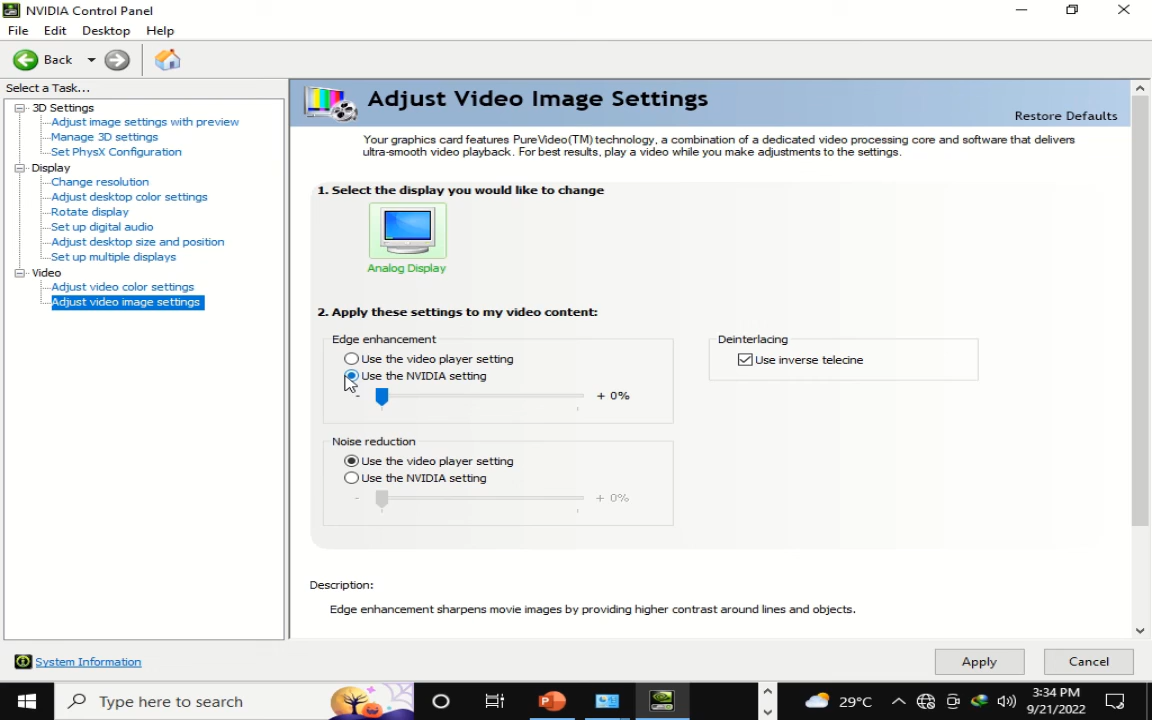 NVIDIA Control Panel
File Edit Desktop Help
Back
Select a Task...
3D Settings
Adjust image settings with preview
Manage 3D settings
Set PhysX Configuration
Display
Change resolution
Adjust desktop color settings
Rotate display
Set up digital audio
Adjust desktop size and position
Set up multiple displays
Video
Adjust video color settings
Adjust video image settings
System Information
Adjust Video Image Settings
Restore Defaults
Your graphics card features PureVideo(TM) technology, a combination of a dedicated video processing core and software that delivers
ultra-smooth video playback. For best results, play a video while you make adjustments to the settings.
1. Select the display you would like to change
Analog Display
2. Apply these settings to my video content:
Edge enhancement
Use the video player setting
Use the NVIDIA setting
- + 0%
Noise reduction
Use the video player setting
Use the NVIDIA setting
- + 0%
Deinterlacing
Use inverse telecine
Description:
Edge enhancement sharpens movie images by providing higher contrast around lines and objects.
Apply Cancel
Type here to search
29°C
3:34 PM
9/21/2022